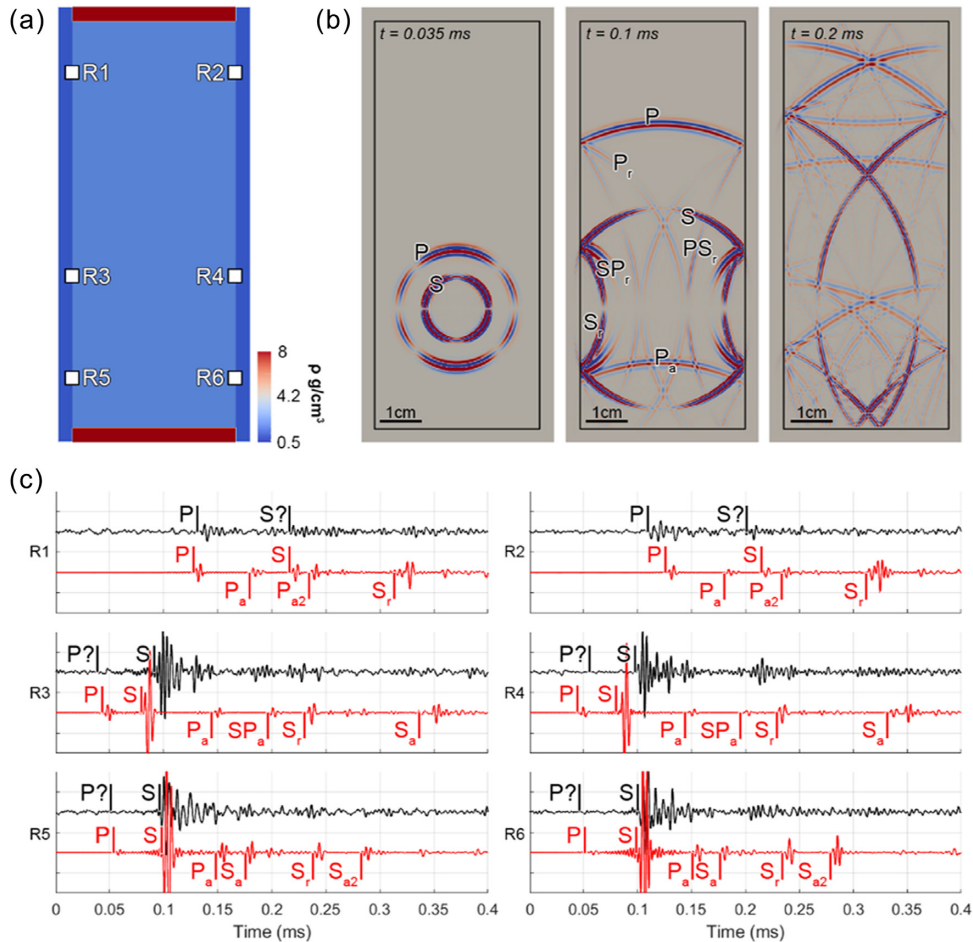 (a)
R1 R2
R3 R4
R5 R6
8
4.2
0.5
ρ g/cm³
(b)
t = 0.035 ms
P
S
1cm
t = 0.1 ms
P
Pᵣ
S
PSᵣ
SPᵣ
Sᵣ
Pₐ
1cm
t = 0.2 ms
1cm
(c)
R1
P S?
P S
Pₐ Pₐ₂ Sᵣ
R2
P S?
P S
Pₐ Pₐ₂ Sᵣ
R3
P? S
P S
Pₐ SPₐ Sᵣ Sₐ
R4
P? S
P S
Pₐ SPₐ Sᵣ Sₐ
R5
P? S
P S
Pₐ Sₐ Sᵣ Sₐ₂
0 0.05 0.1 0.15 0.2 0.25 0.3 0.35 0.4
Time (ms)
R6
P? S
P S
Pₐ Sₐ Sᵣ Sₐ₂
0 0.05 0.1 0.15 0.2 0.25 0.3 0.35 0.4
Time (ms)